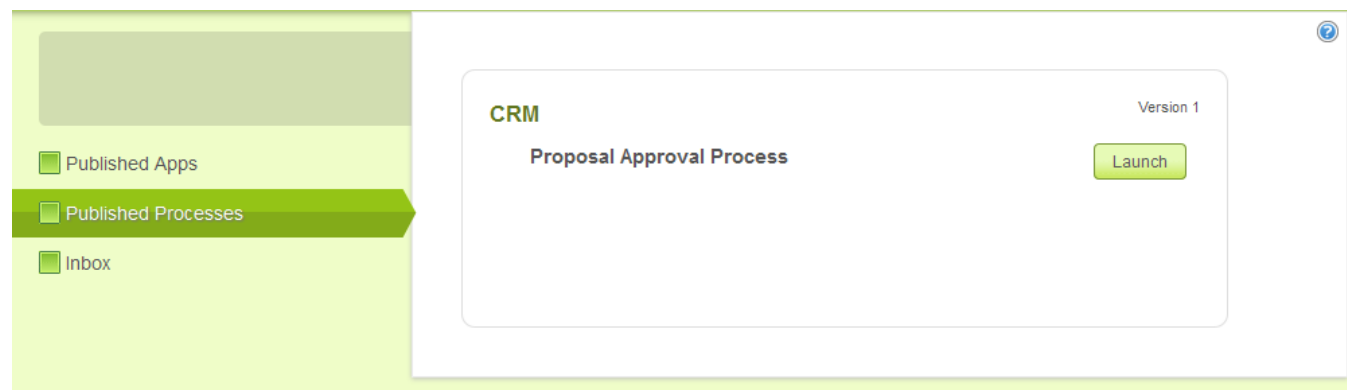 Published Apps
Published Processes
Inbox
CRM
Version 1
Proposal Approval Process
Launch
?